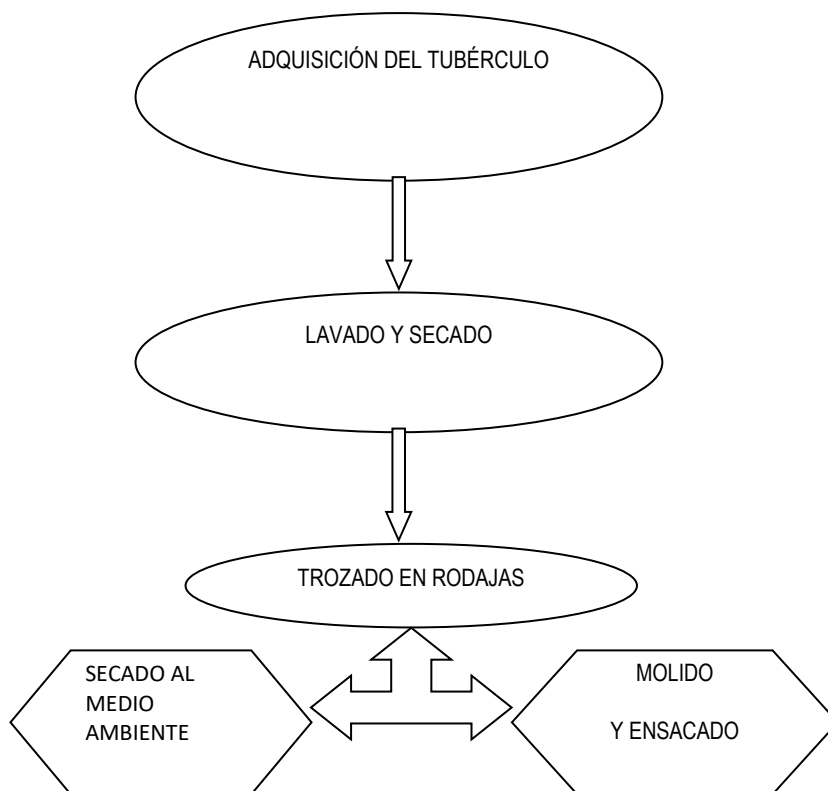 ADQUISICIÓN DEL TUBÉRCULO
LAVADO Y SECADO
TROZADO EN RODAJAS
SECADO AL
MEDIO
AMBIENTE
MOLIDO
Y ENSACADO